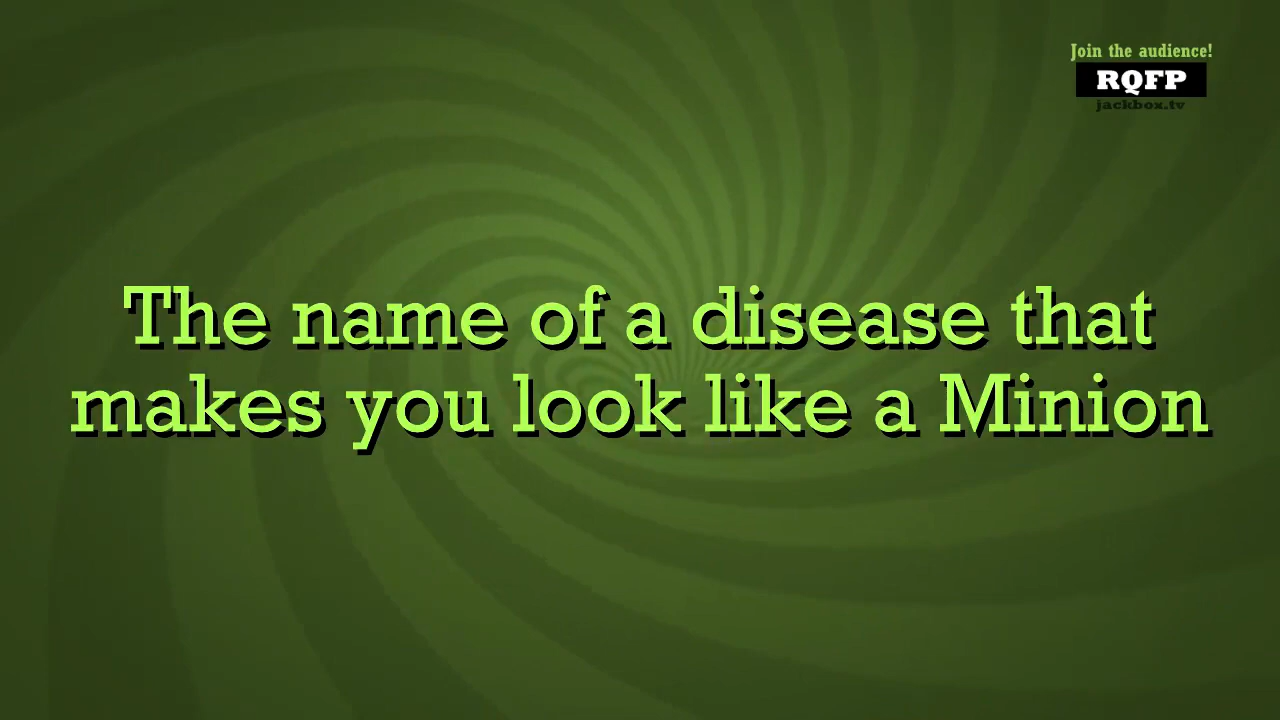 Join the audience!
RQFP
jackbox.tv
The name of a disease that
makes you look like a Minion